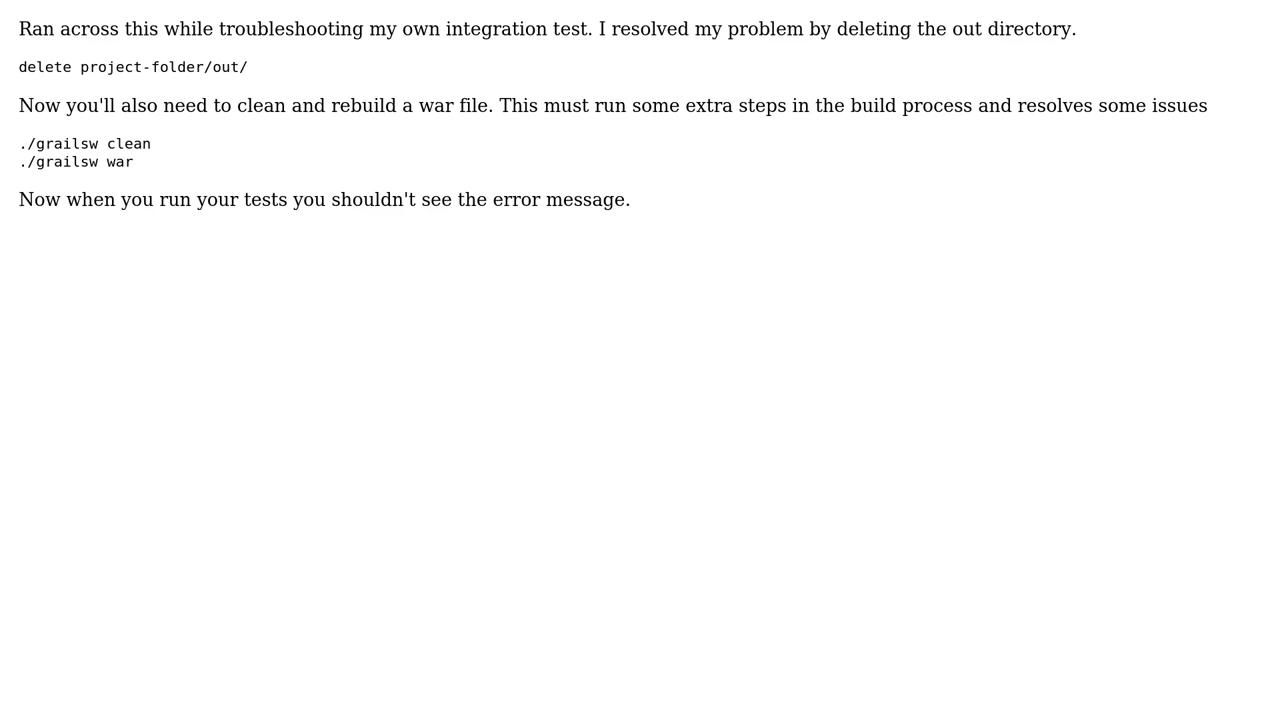 Ran across this while troubleshooting my own integration test. I resolved my problem by deleting the out directory.
delete project-folder/out/
Now you'll also need to clean and rebuild a war file. This must run some extra steps in the build process and resolves some issues
./grailsw clean
./grailsw war
Now when you run your tests you shouldn't see the error message.